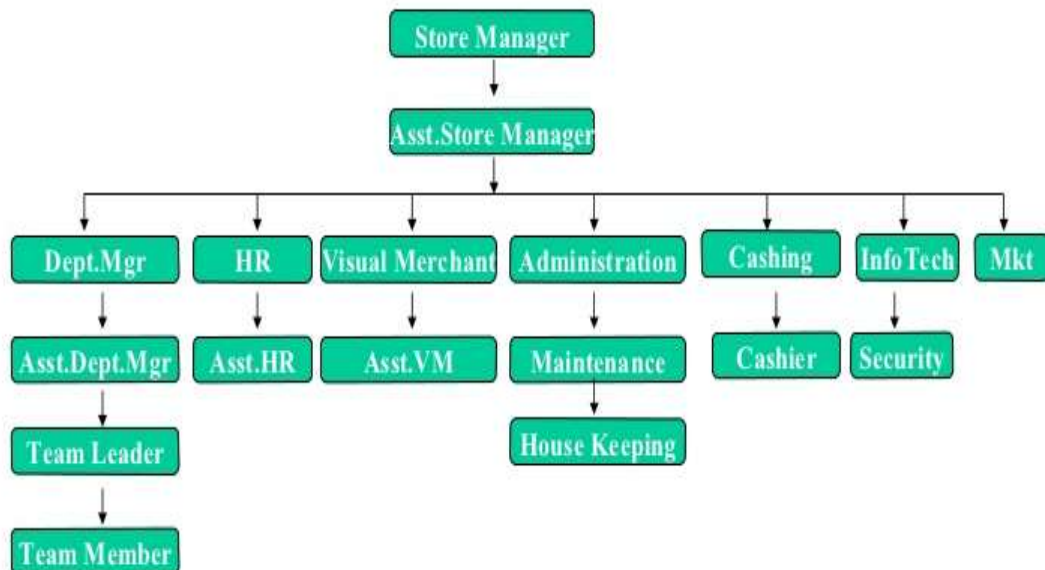 Store Manager
Asst.Store Manager
Dept.Mgr
HR
Visual Merchant
Administration
Cashing
InfoTech
Mkt
Asst.Dept.Mgr
Asst.HR
Asst.VM
Maintenance
Cashier
Security
Team Leader
House Keeping
Team Member